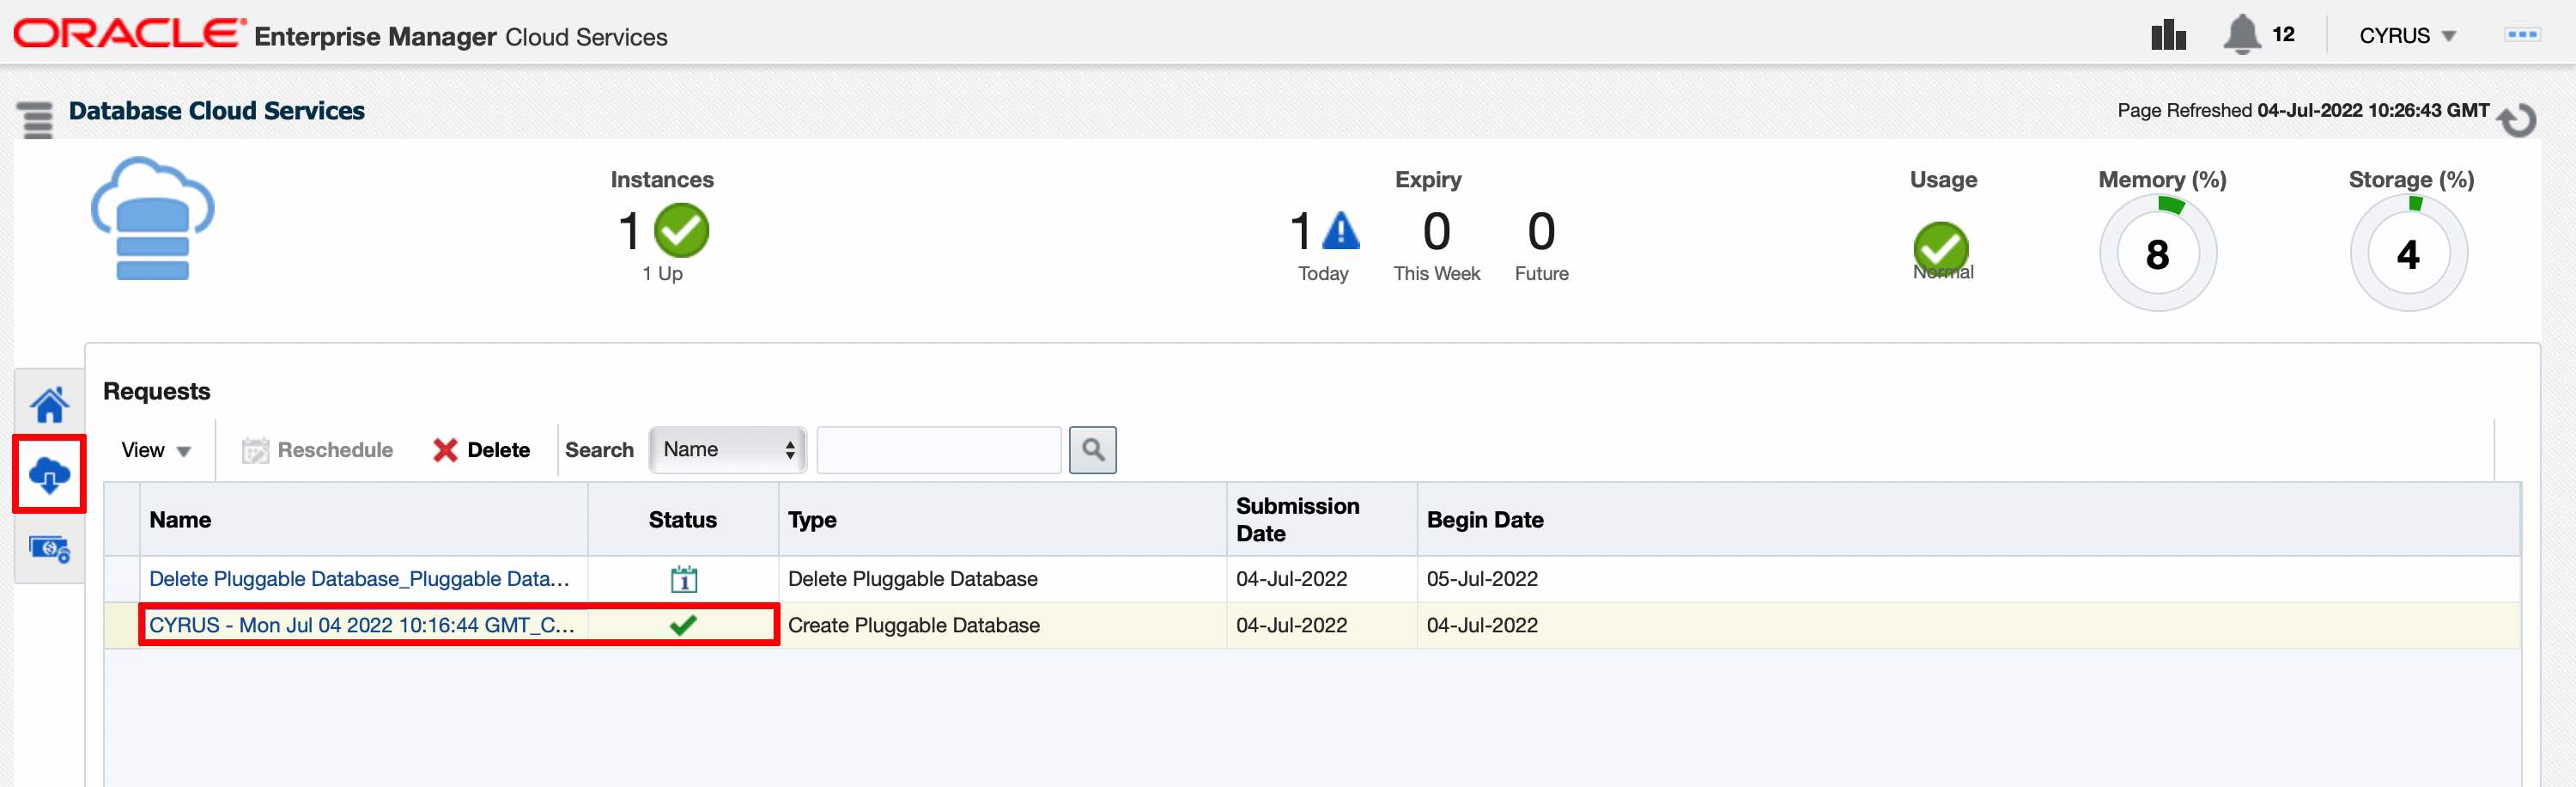 ORACLE Enterprise Manager Cloud Services
12
CYRUS
Database Cloud Services
Page Refreshed 04-Jul-2022 10:26:43 GMT
Instances
1
1 Up
Expiry
1 0 0
Today This Week Future
Usage
Normal
Memory (%)
8
Storage (%)
4
Requests
View Reschedule Delete Search Name
Name Status Type Submission Date Begin Date
Delete Pluggable Database_Pluggable Data... 1 Delete Pluggable Database 04-Jul-2022 05-Jul-2022
CYRUS - Mon Jul 04 2022 10:16:44 GMT_C... Create Pluggable Database 04-Jul-2022 04-Jul-2022